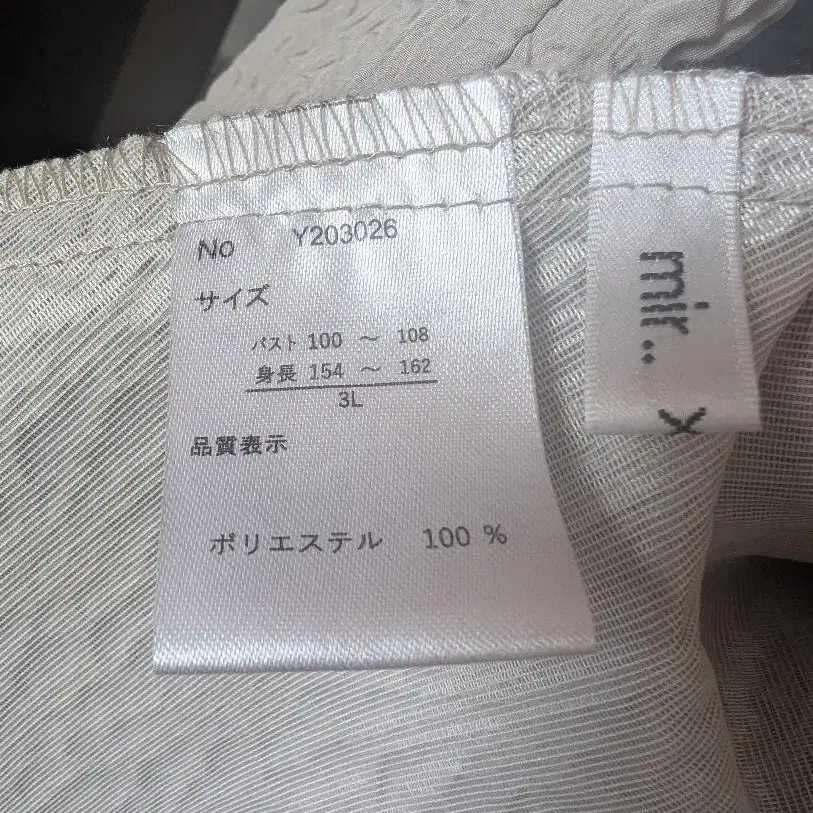 No Y203026
サイズ
バスト 100 ～ 108
身長 154 ～ 162
3L
品質表示
ポリエステル 100 %
mir..
X